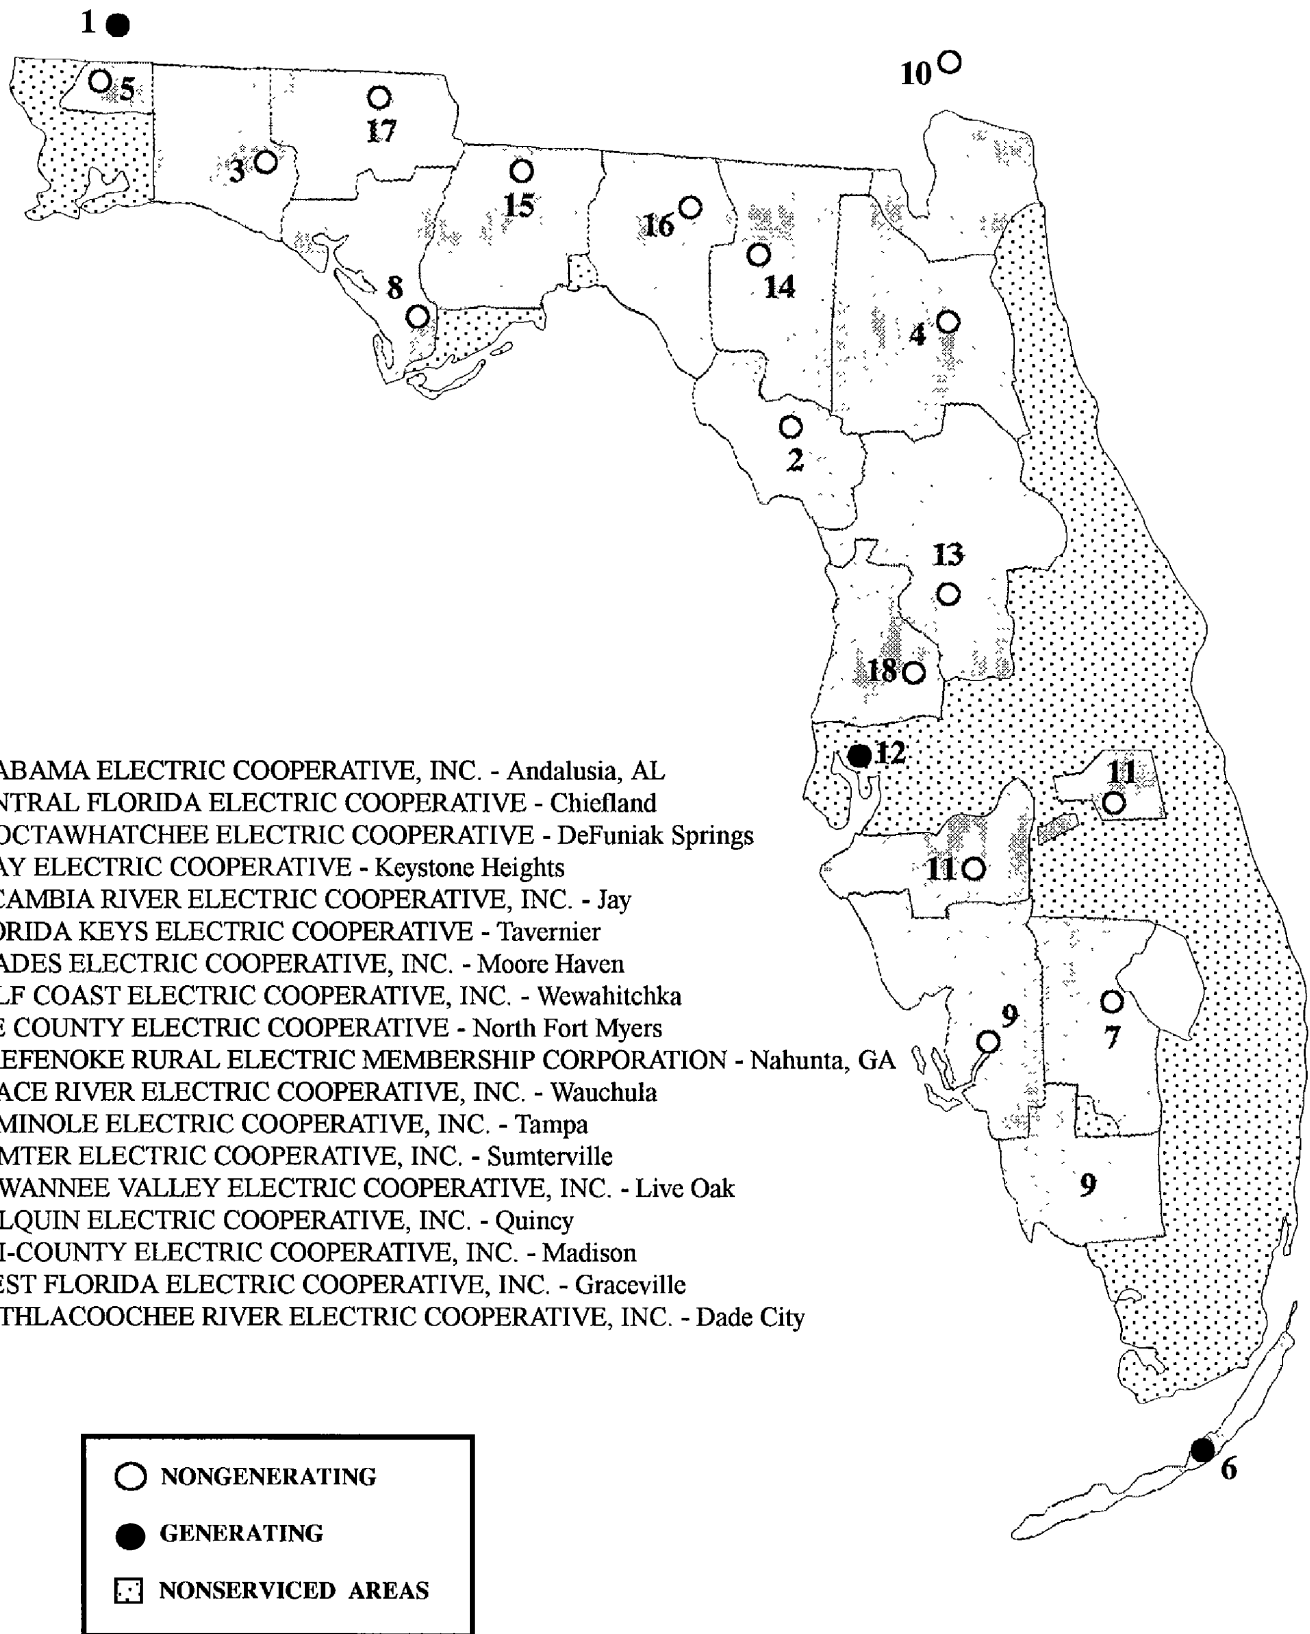 1
10
5
17
3
15
16
14
8
4
2
13
18
12
11
11
9
7
9
6
ABAMA ELECTRIC COOPERATIVE, INC. - Andalusia, AL
NTRAL FLORIDA ELECTRIC COOPERATIVE - Chiefland
OCTAWHATCHEE ELECTRIC COOPERATIVE - DeFuniak Springs
AY ELECTRIC COOPERATIVE - Keystone Heights
CAMBIA RIVER ELECTRIC COOPERATIVE, INC. - Jay
ORIDA KEYS ELECTRIC COOPERATIVE - Tavernier
ADES ELECTRIC COOPERATIVE, INC. - Moore Haven
LF COAST ELECTRIC COOPERATIVE, INC. - Wewahitchka
E COUNTY ELECTRIC COOPERATIVE - North Fort Myers
EFENOKE RURAL ELECTRIC MEMBERSHIP CORPORATION - Nahunta, GA
ACE RIVER ELECTRIC COOPERATIVE, INC. - Wauchula
MINOLE ELECTRIC COOPERATIVE, INC. - Tampa
MTER ELECTRIC COOPERATIVE, INC. - Sumterville
WANNEE VALLEY ELECTRIC COOPERATIVE, INC. - Live Oak
LQUIN ELECTRIC COOPERATIVE, INC. - Quincy
I-COUNTY ELECTRIC COOPERATIVE, INC. - Madison
EST FLORIDA ELECTRIC COOPERATIVE, INC. - Graceville
THLACOOCHEE RIVER ELECTRIC COOPERATIVE, INC. - Dade City
NONGENERATING
GENERATING
NONSERVICED AREAS